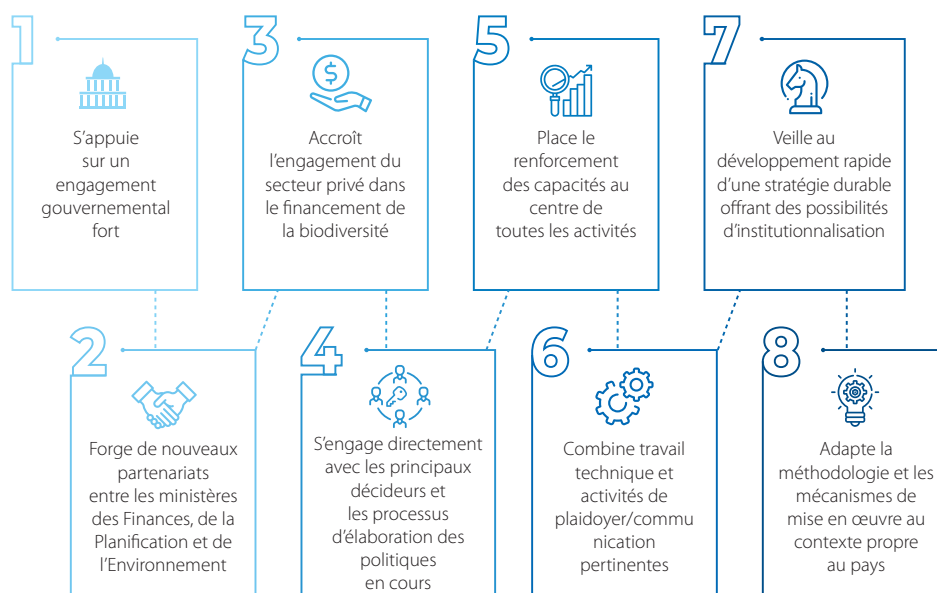 1
S’appuie
sur un
engagement
gouvernemental
fort
2
Forge de nouveaux
partenariats
entre les ministères
des Finances, de la
Planification et de
l’Environnement
3
$
Accroît
l’engagement du
secteur privé dans
le financement de
la biodiversité
4
S’engage directement
avec les principaux
décideurs et
les processus
d’élaboration des
politiques
en cours
5
Place le
renforcement
des capacités au
centre de
toutes les activités
6
Combine travail
technique et
activités de
plaidoyer/commu
nication
pertinentes
7
Veille au
développement rapide
d’une stratégie durable
offrant des possibilités
d’institutionnalisation
8
Adapte la
méthodologie et les
mécanismes de
mise en œuvre au
contexte propre
au pays